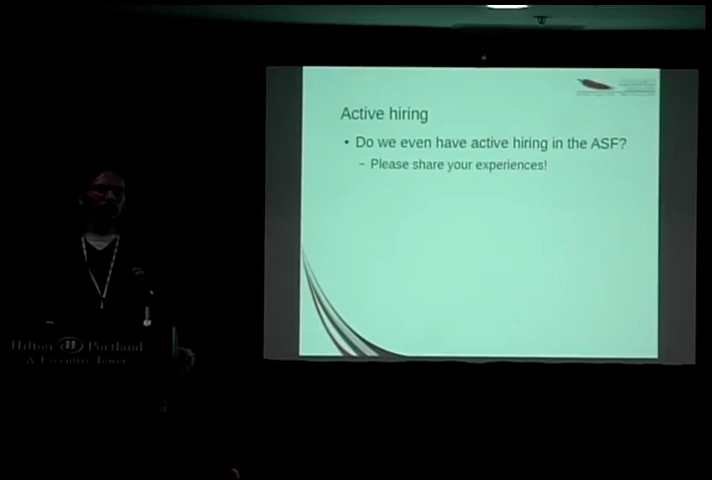 Active hiring
• Do we even have active hiring in the ASF?
– Please share your experiences!
Hilton Portland
& Executive Tower